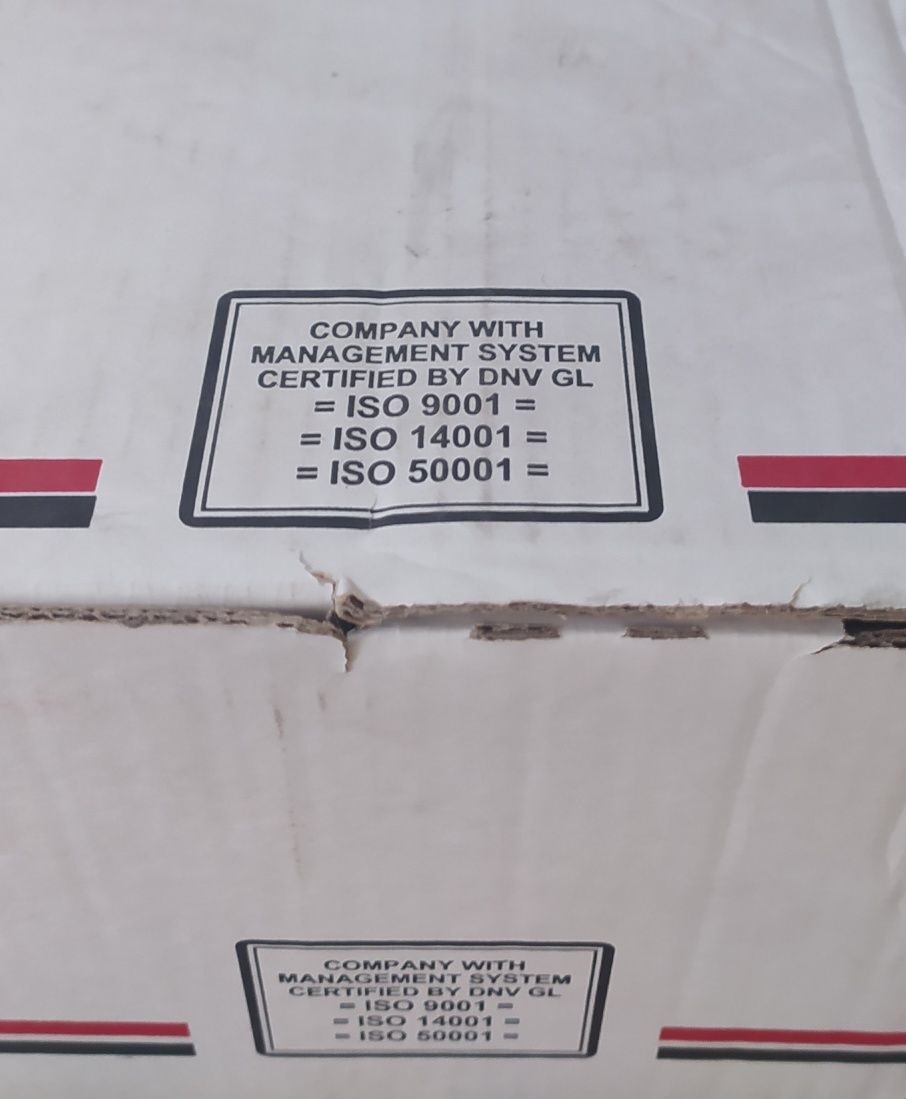 COMPANY WITH
MANAGEMENT SYSTEM
CERTIFIED BY DNV GL
= ISO 9001 =
= ISO 14001 =
= ISO 50001 =
COMPANY WITH
MANAGEMENT SYSTEM
CERTIFIED BY DNV GL
= ISO 9001 =
= ISO 14001 =
= ISO 50001 =